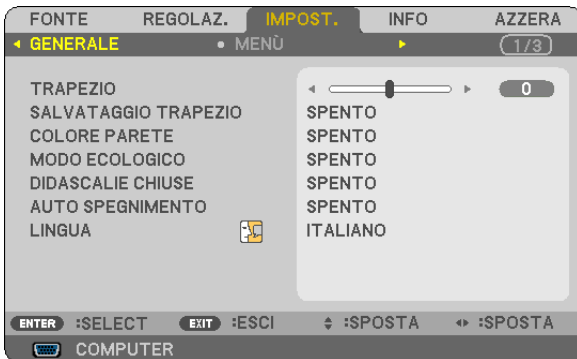 FONTE REGOLAZ. IMPOST. INFO AZZERA
GENERALE • MENÙ (1/3)
TRAPEZIO 0
SALVATAGGIO TRAPEZIO SPENTO
COLORE PARETE SPENTO
MODO ECOLOGICO SPENTO
DIDASCALIE CHIUSE SPENTO
AUTO SPEGNIMENTO SPENTO
LINGUA ITALIANO
ENTER :SELECT EXIT :ESCI :SPOSTA :SPOSTA
COMPUTER